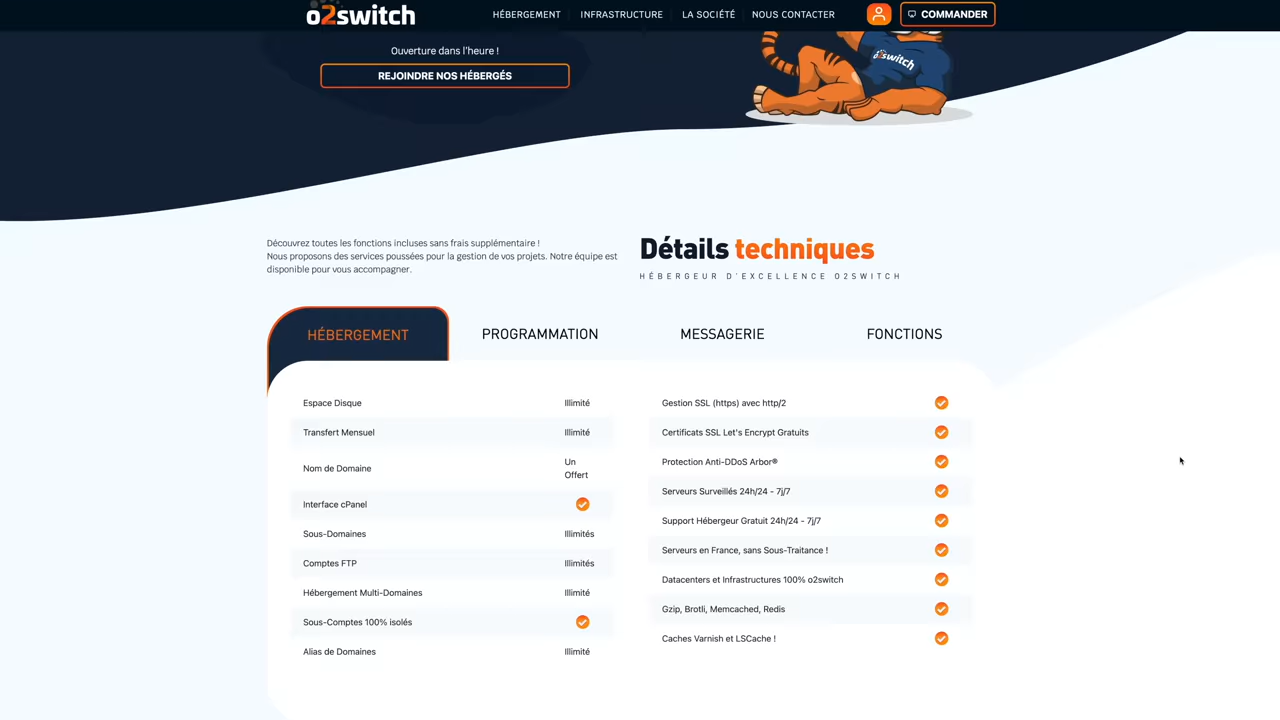 o2switch
HÉBERGEMENT
INFRASTRUCTURE
LA SOCIÉTÉ
NOUS CONTACTER
COMMANDER
Ouverture dans l'heure !
REJOINDRE NOS HÉBERGÉS
o2switch
Découvrez toutes les fonctions incluses sans frais supplémentaire !
Nous proposons des services poussées pour la gestion de vos projets. Notre équipe est
disponible pour vous accompagner.
Détails techniques
HÉBERGEUR D'EXCELLENCE O2SWITCH
HÉBERGEMENT
PROGRAMMATION
MESSAGERIE
FONCTIONS
Espace Disque Illimité
Transfert Mensuel Illimité
Nom de Domaine Un
Offert
Interface cPanel
Sous-Domaines Illimités
Comptes FTP Illimités
Hébergement Multi-Domaines Illimité
Sous-Comptes 100% isolés
Alias de Domaines Illimité
Gestion SSL (https) avec http/2
Certificats SSL Let's Encrypt Gratuits
Protection Anti-DDoS Arbor®
Serveurs Surveillés 24h/24 - 7j/7
Support Hébergeur Gratuit 24h/24 - 7j/7
Serveurs en France, sans Sous-Traitance !
Datacenters et Infrastructures 100% o2switch
Gzip, Brotli, Memcached, Redis
Caches Varnish et LSCache !